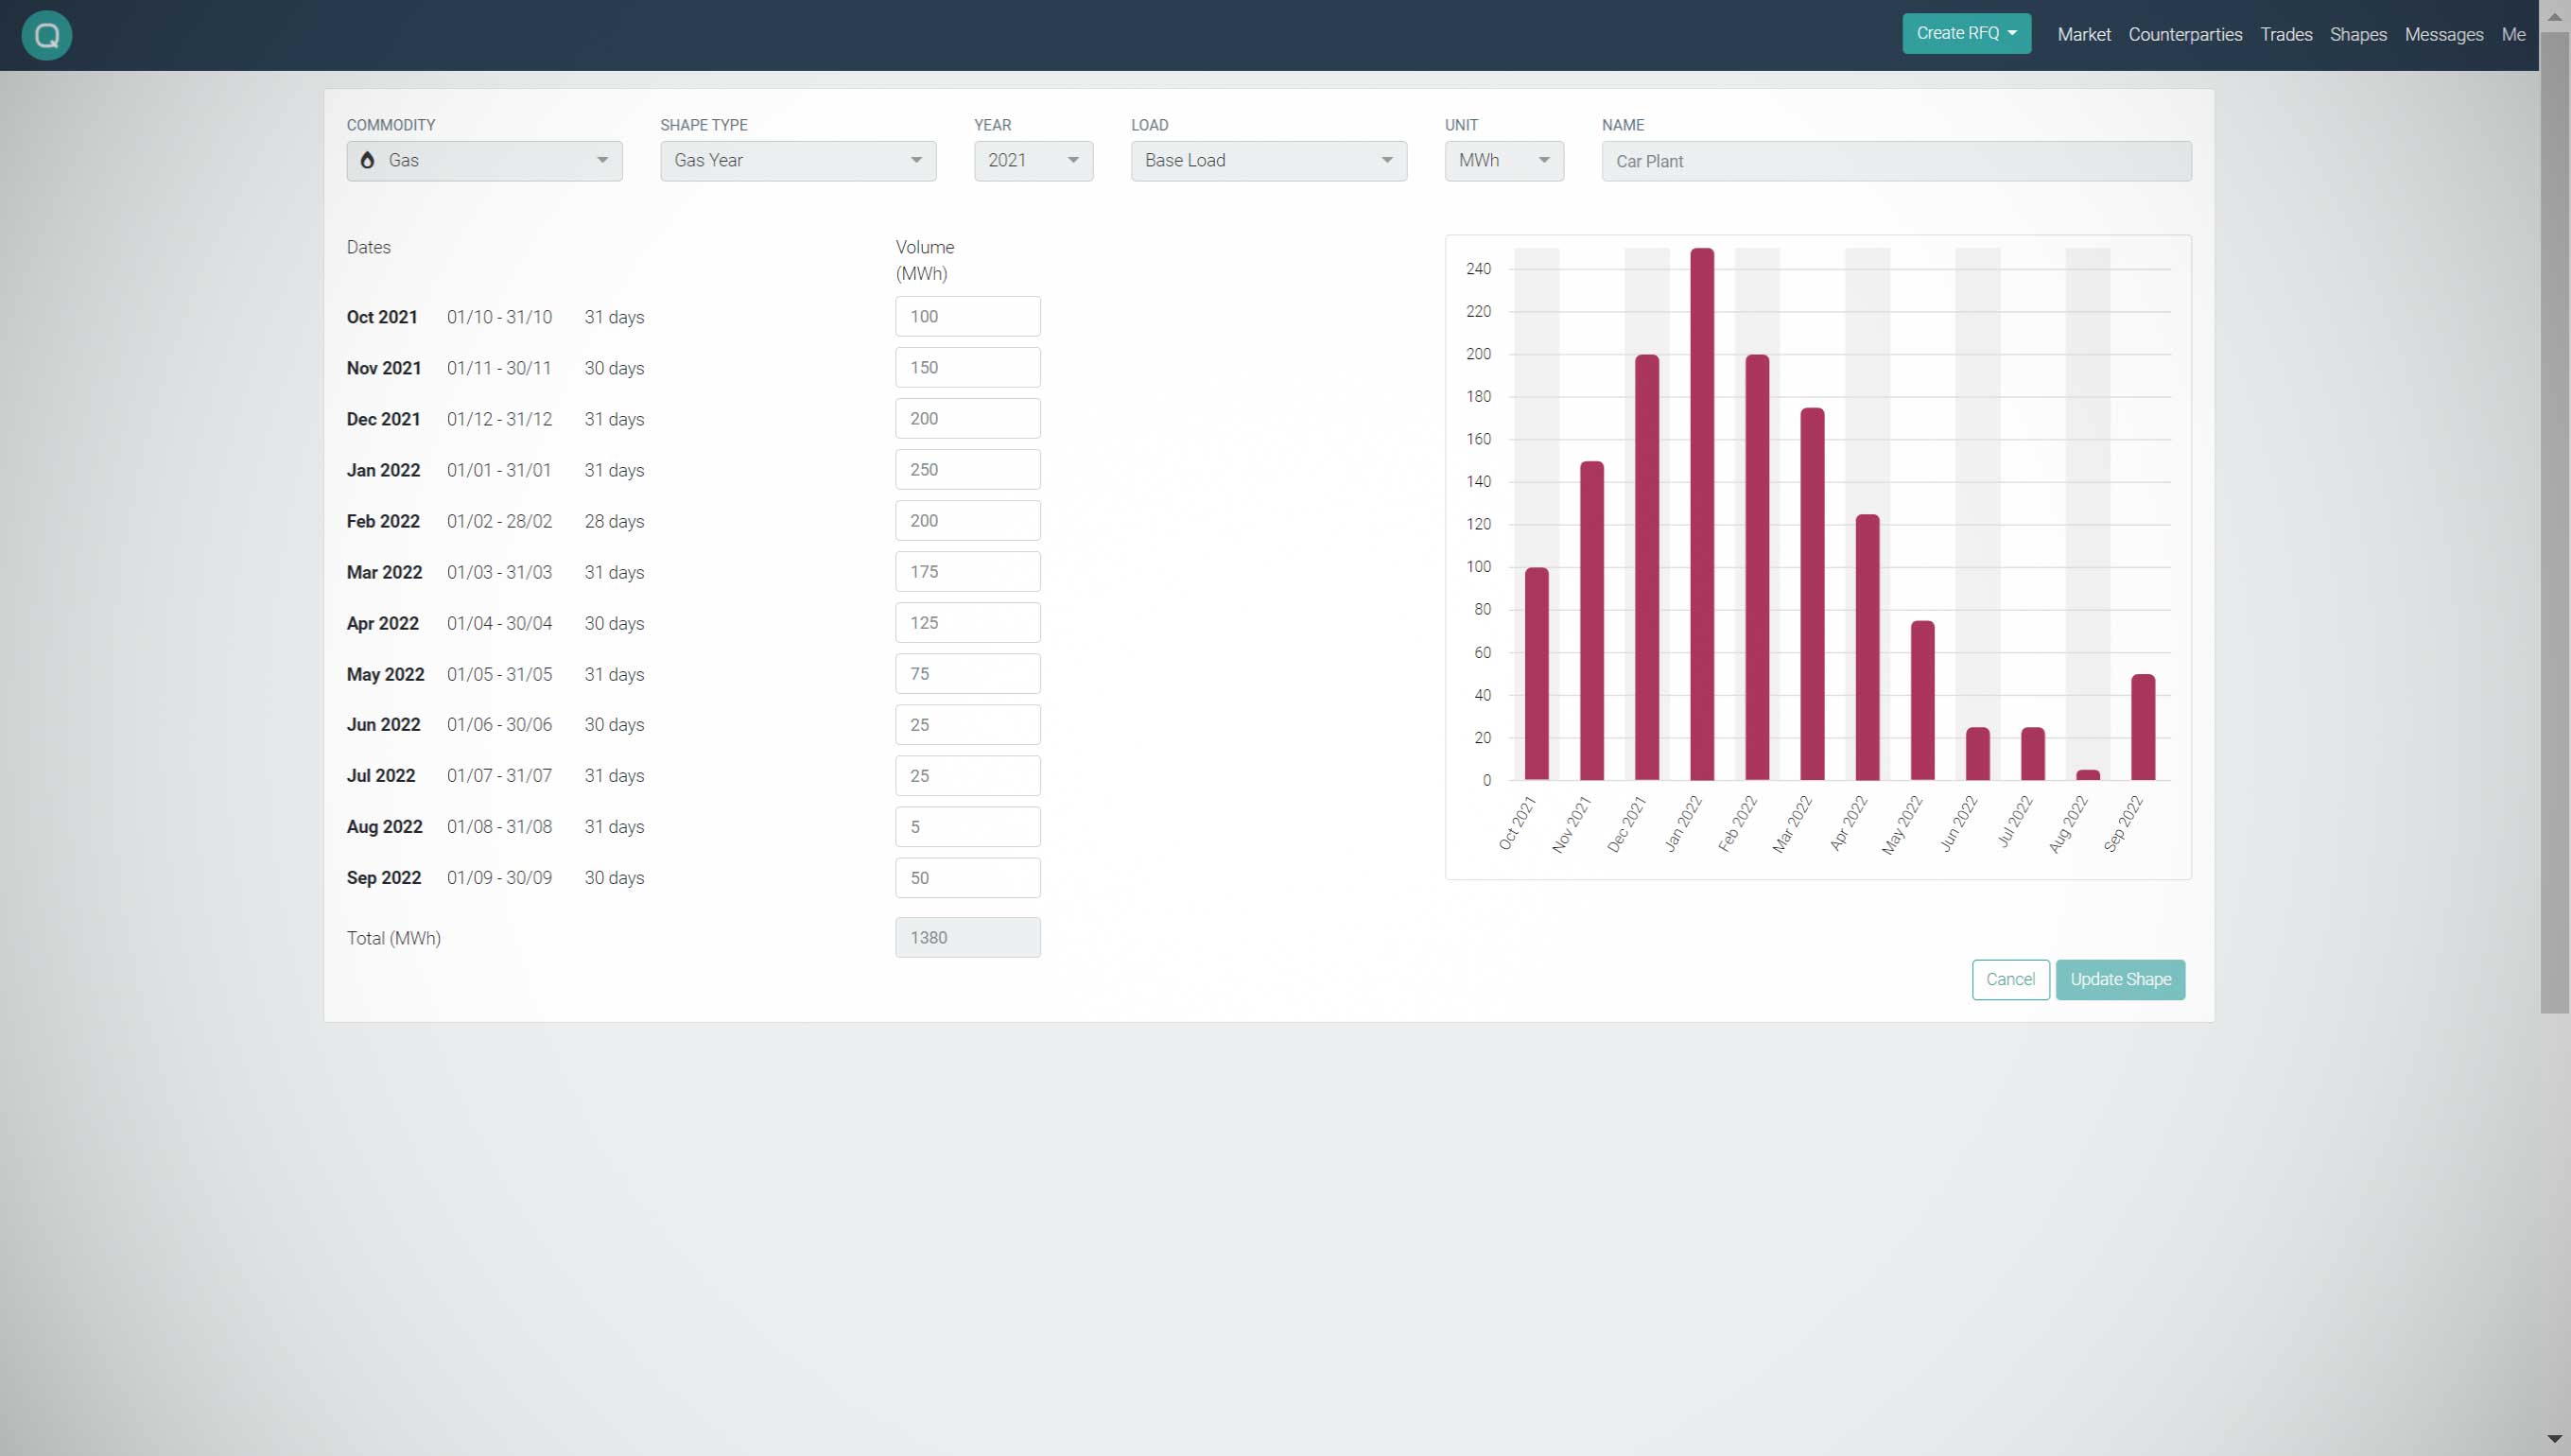 Q
Create RFQ Market Counterparties Trades Shapes Messages Me
COMMODITY SHAPE TYPE YEAR LOAD UNIT NAME
Gas Gas Year 2021 Base Load MWh Car Plant
Dates Volume
(MWh)
Oct 2021 01/10 - 31/10 31 days 100
Nov 2021 01/11 - 30/11 30 days 150
Dec 2021 01/12 - 31/12 31 days 200
Jan 2022 01/01 - 31/01 31 days 250
Feb 2022 01/02 - 28/02 28 days 200
Mar 2022 01/03 - 31/03 31 days 175
Apr 2022 01/04 - 30/04 30 days 125
May 2022 01/05 - 31/05 31 days 75
Jun 2022 01/06 - 30/06 30 days 25
Jul 2022 01/07 - 31/07 31 days 25
Aug 2022 01/08 - 31/08 31 days 5
Sep 2022 01/09 - 30/09 30 days 50
Total (MWh) 1380
240
220
200
180
160
140
120
100
80
60
40
20
0
Oct 2021 Nov 2021 Dec 2021 Jan 2022 Feb 2022 Mar 2022 Apr 2022 May 2022 Jun 2022 Jul 2022 Aug 2022 Sep 2022
Cancel Update Shape